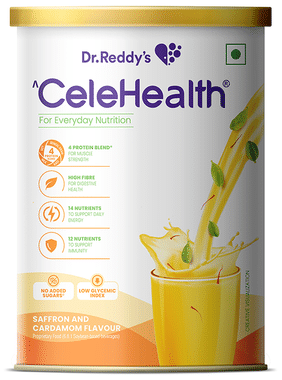 Dr.Reddy's
^CeleHealth®
For Everyday Nutrition
4 PROTEIN BLEND*
FOR MUSCLE
STRENGTH
HIGH FIBRE
FOR DIGESTIVE
HEALTH
14 NUTRIENTS
TO SUPPORT DAILY
ENERGY
12 NUTRIENTS
TO SUPPORT
IMMUNITY
NO ADDED
SUGARS
LOW GLYCEMIC
INDEX
SAFFRON AND
CARDAMOM FLAVOUR
CREATIVE VISUALIZATION